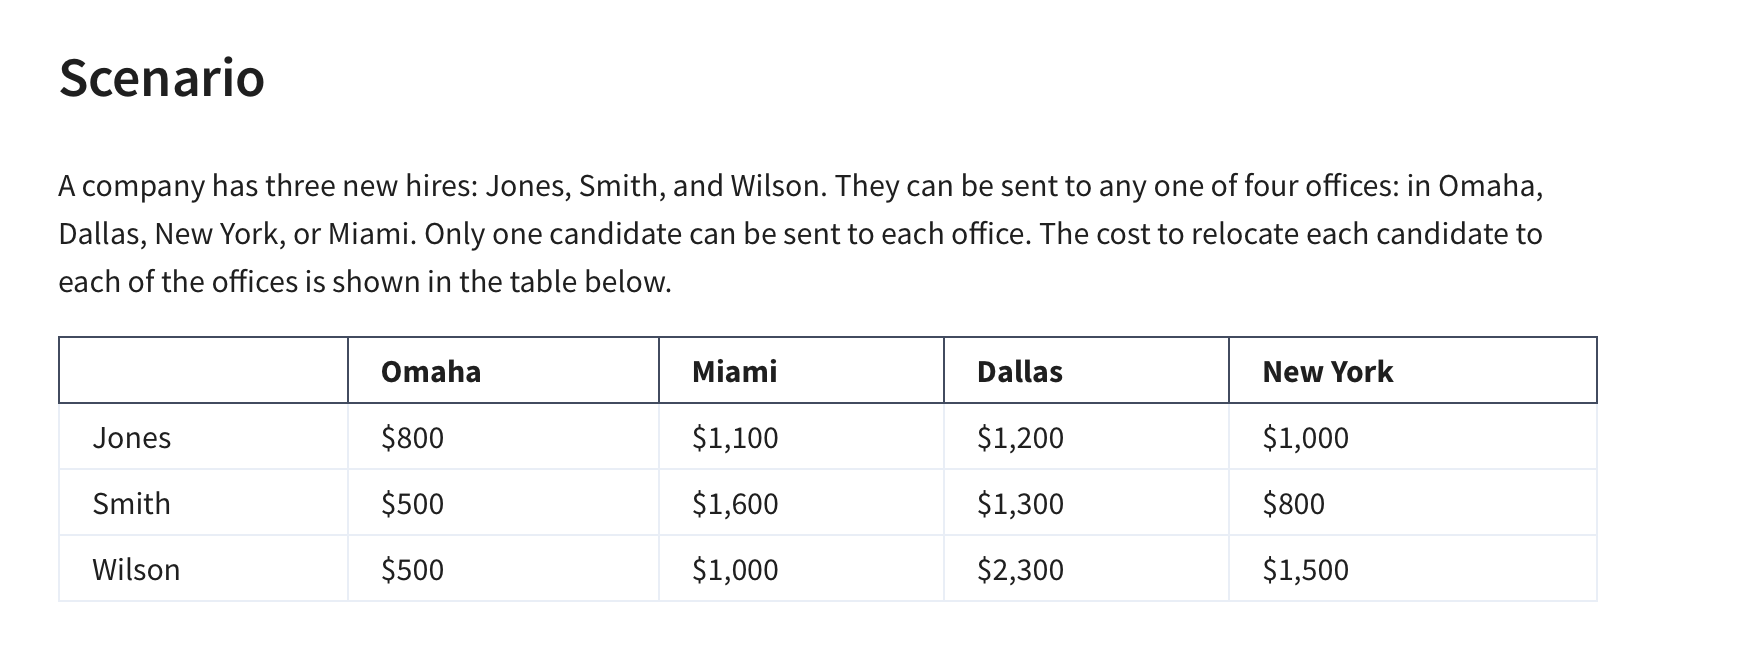 Scenario
A company has three new hires: Jones, Smith, and Wilson. They can be sent to any one of four offices: in Omaha,
Dallas, New York, or Miami. Only one candidate can be sent to each office. The cost to relocate each candidate to
each of the offices is shown in the table below.
Omaha Miami Dallas New York
Jones $800 $1,100 $1,200 $1,000
Smith $500 $1,600 $1,300 $800
Wilson $500 $1,000 $2,300 $1,500